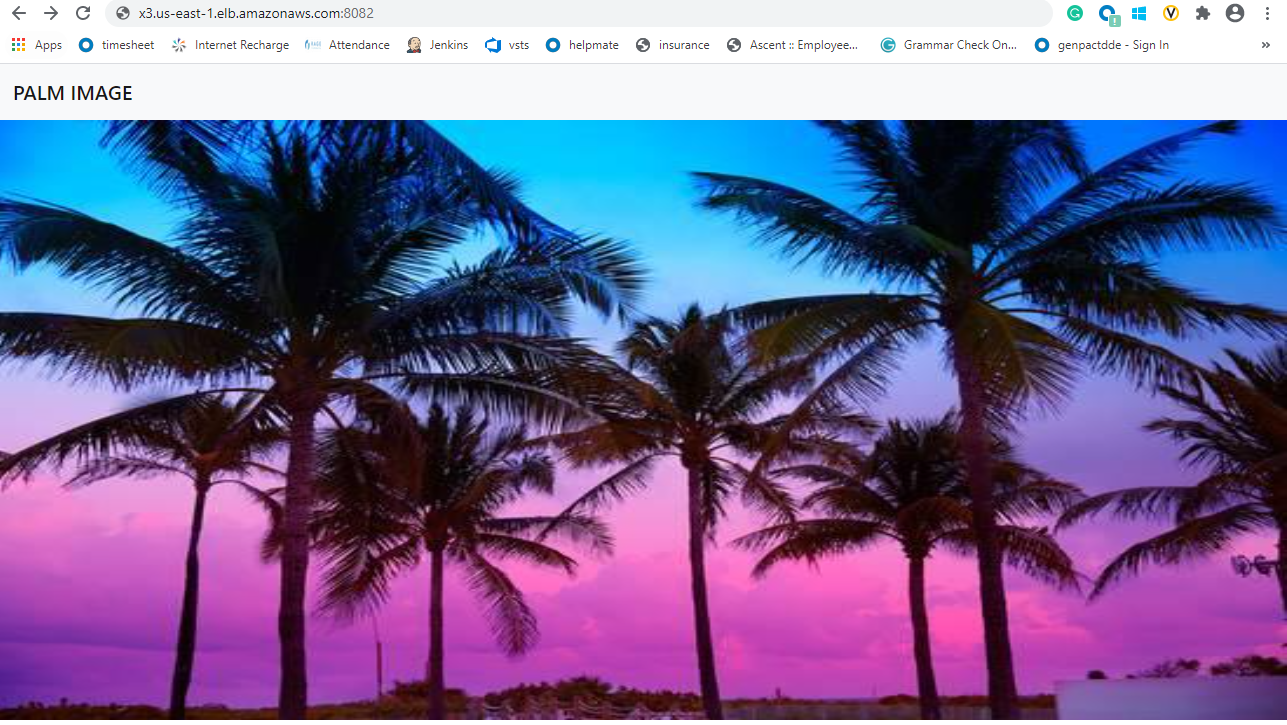 x3.us-east-1.elb.amazonaws.com:8082
Apps timesheet Internet Recharge Attendance Jenkins vsts helpmate insurance Ascent :: Employee... Grammar Check On... genpactdde - Sign In »
PALM IMAGE